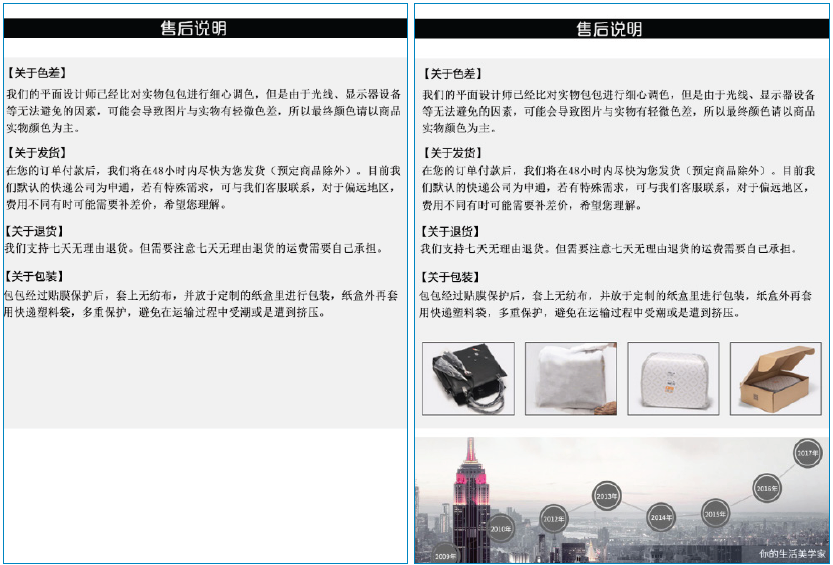 售后说明
【关于色差】
我们的平面设计师已经比对实物包包进行细心调色，但是由于光线、显示器设备
等无法避免的因素，可能会导致图片与实物有轻微色差，所以最终颜色请以商品
实物颜色为主。
【关于发货】
在您的订单付款后，我们将在48小时内尽快为您发货（预定商品除外）。目前我
们默认的快递公司为申通，若有特殊需求，可与我们客服联系，对于偏远地区，
费用不同有时可能需要补差价，希望您理解。
【关于退货】
我们支持七天无理由退货。但需要注意七天无理由退货的运费需要自己承担。
【关于包装】
包包经过贴膜保护后，套上无纺布，并放于定制的纸盒里进行包装，纸盒外再套
用快递塑料袋，多重保护，避免在运输过程中受潮或是遭到挤压。
售后说明
【关于色差】
我们的平面设计师已经比对实物包包进行细心调色，但是由于光线、显示器设备
等无法避免的因素，可能会导致图片与实物有轻微色差，所以最终颜色请以商品
实物颜色为主。
【关于发货】
在您的订单付款后，我们将在48小时内尽快为您发货（预定商品除外）。目前我
们默认的快递公司为申通，若有特殊需求，可与我们客服联系，对于偏远地区，
费用不同有时可能需要补差价，希望您理解。
【关于退货】
我们支持七天无理由退货。但需要注意七天无理由退货的运费需要自己承担。
【关于包装】
包包经过贴膜保护后，套上无纺布，并放于定制的纸盒里进行包装，纸盒外再套
用快递塑料袋，多重保护，避免在运输过程中受潮或是遭到挤压。
2009年
2010年
2012年
2013年
2014年
2015年
2016年
2017年
你的生活美学家